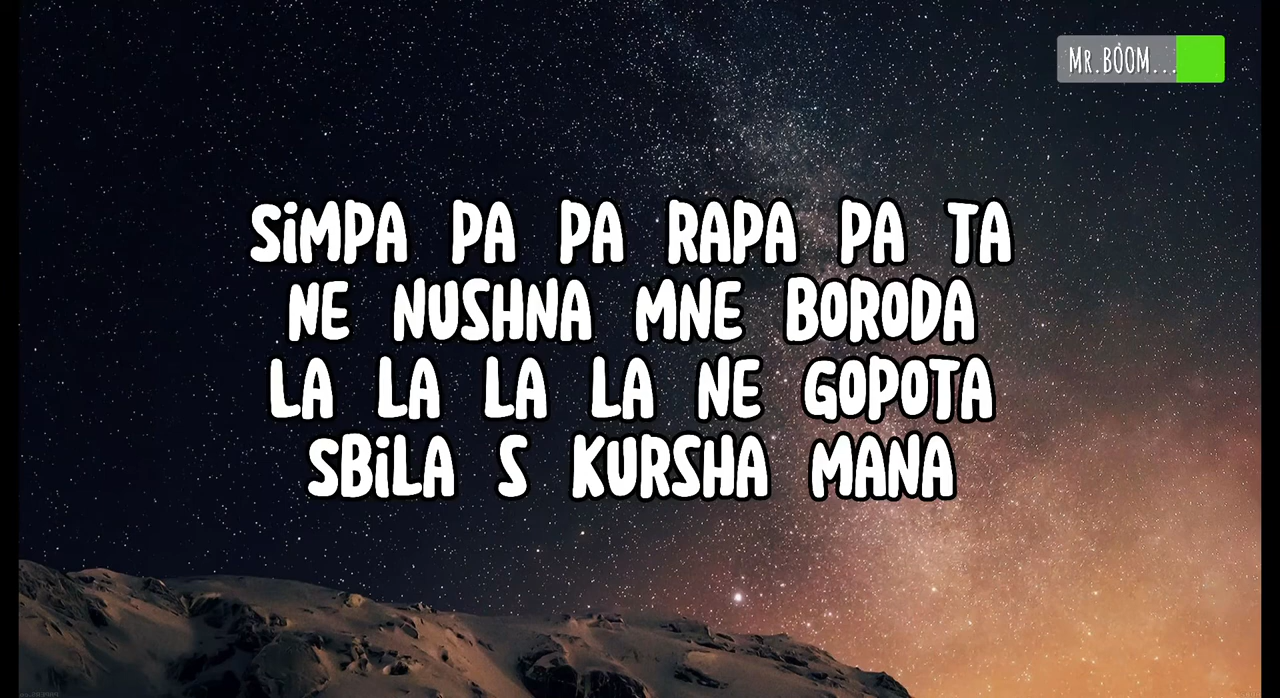 MR.BOOM...
SiMPA PA PA RAPA PA TA
NE NUSHNA MNE BORODA
LA LA LA LA NE GOPOTA
SBiLA S KURSHA MANA